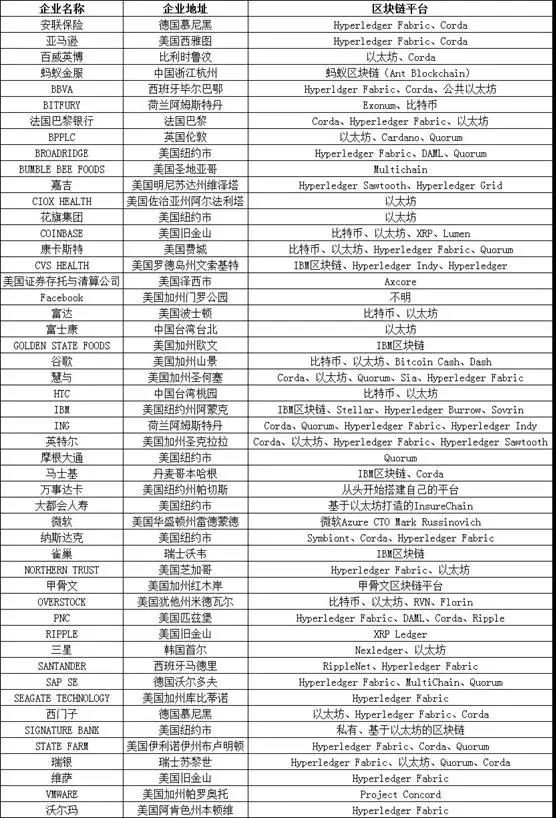 企业名称 企业地址 区块链平台
安联保险 德国慕尼黑 Hyperledger Fabric、Corda
亚马逊 美国西雅图 Hyperledger Fabric、Corda
百威英博 比利时鲁汶 以太坊、Corda
蚂蚁金服 中国浙江杭州 蚂蚁区块链（Ant Blockchain）
BBVA 西班牙毕尔巴鄂 Hyperldger Fabric、Corda、公共以太坊
BITFURY 荷兰阿姆斯特丹 Exonum、比特币
法国巴黎银行 法国巴黎 Corda、Hyperledger Fabric、以太坊
BPPLC 英国伦敦 以太坊、Cardano、Quorum
BROADRIDGE 美国纽约市 Hyperledger Fabric、DAML、Quorum
BUMBLE BEE FOODS 美国圣地亚哥 Multichain
嘉吉 美国明尼苏达州维泽塔 Hyperledger Sawtooth、Hyperledger Grid
CIOX HEALTH 美国佐治亚州阿尔法利塔 以太坊
花旗集团 美国纽约市 以太坊
COINBASE 美国旧金山 比特币、以太坊、XRP、Lumen
康卡斯特 美国费城 比特币、以太坊、Hyperledger Fabric、Quorum
CVS HEALTH 美国罗德岛州文索基特 IBM区块链、Hyperledger Indy、Hyperledger
美国证券存托与清算公司 美国泽西市 Axcore
Facebook 美国加州门罗公园 不明
富达 美国波士顿 比特币、以太坊
富士康 中国台湾台北 以太坊
GOLDEN STATE FOODS 美国加州欧文 IBM区块链
谷歌 美国加州山景 比特币、以太坊、Bitcoin Cash、Dash
慧与 美国加州圣何塞 Corda、以太坊、Quorum、Sia、Hyperledger Fabric
HTC 中国台湾桃园 比特币、以太坊
IBM 美国纽约州阿蒙克 IBM区块链、Stellar、Hyperledger Burrow、Sovrin
ING 荷兰阿姆斯特丹 Corda、Quorum、Hyperledger Fabric、Hyperledger Indy
英特尔 美国加州圣克拉拉 Corda、以太坊、Hyperledger Fabric、Hyperledger Sawtooth
摩根大通 美国纽约市 Quorum
马士基 丹麦哥本哈根 IBM区块链、Corda
万事达卡 美国纽约州帕切斯 从头开始搭建自己的平台
大都会人寿 美国纽约市 基于以太坊打造的InsureChain
微软 美国华盛顿州雷德蒙德 微软Azure CTO Mark Russinovich
纳斯达克 美国纽约市 Symbiont、Corda、Hyperledger Fabric
雀巢 瑞士沃韦 IBM区块链
NORTHERN TRUST 美国芝加哥 Hyperledger Fabric、以太坊
甲骨文 美国加州红木岸 甲骨文区块链平台
OVERSTOCK 美国犹他州米德瓦尔 比特币、以太坊、RVN、Florin
PNC 美国匹兹堡 Hyperledger Fabric、DAML、Corda、Ripple
RIPPLE 美国旧金山 XRP Ledger
三星 韩国首尔 Nexledger、以太坊
SANTANDER 西班牙马德里 RippleNet、Hyperledger Fabric
SAP SE 德国沃尔多夫 Hyperledger Fabric、MultiChain、Quorum
SEAGATE TECHNOLOGY 美国加州库比蒂诺 Hyperledger Fabric
西门子 德国慕尼黑 以太坊、Hyperledger Fabric、Corda
SIGNATURE BANK 美国纽约市 私有、基于以太坊的区块链
STATE FARM 美国伊利诺伊州布卢明顿 Hyperledger Fabric、Corda、Quorum
瑞银 瑞士苏黎世 Hyperledger Fabric、以太坊、Quorum、Corda
维萨 美国旧金山 Hyperledger Fabric
VMWARE 美国加州帕罗奥托 Project Concord
沃尔玛 美国阿肯色州本顿维 Hyperledger Fabric